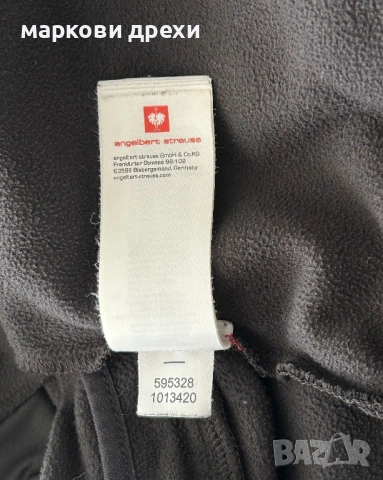 маркови дрехи
engelbert strauss
engelbert strauss GmbH & Co.KG
Frankfurter Strasse 98-108
63599 Biebergemünd, Germany
engelbert-strauss.com
595328
1013420
BAZAR